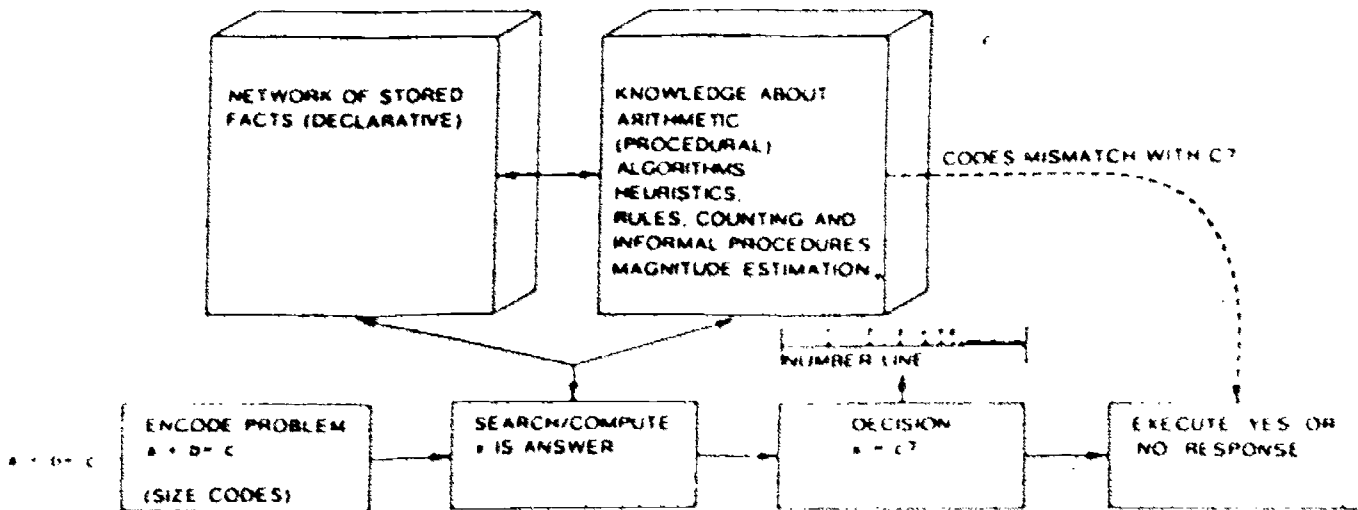 NETWORK OF STORED
FACTS (DECLARATIVE)
KNOWLEDGE ABOUT
ARITHMETIC
(PROCEDURAL)
ALGORITHMS
HEURISTICS,
RULES, COUNTING AND
INFORMAL PROCEDURES
MAGNITUDE ESTIMATION
CODES MISMATCH WITH C?
NUMBER LINE
a + b = c
ENCODE PROBLEM
a + b = c
(SIZE CODES)
SEARCH/COMPUTE
IS ANSWER
DECISION
= c?
EXECUTE YES OR
NO RESPONSE